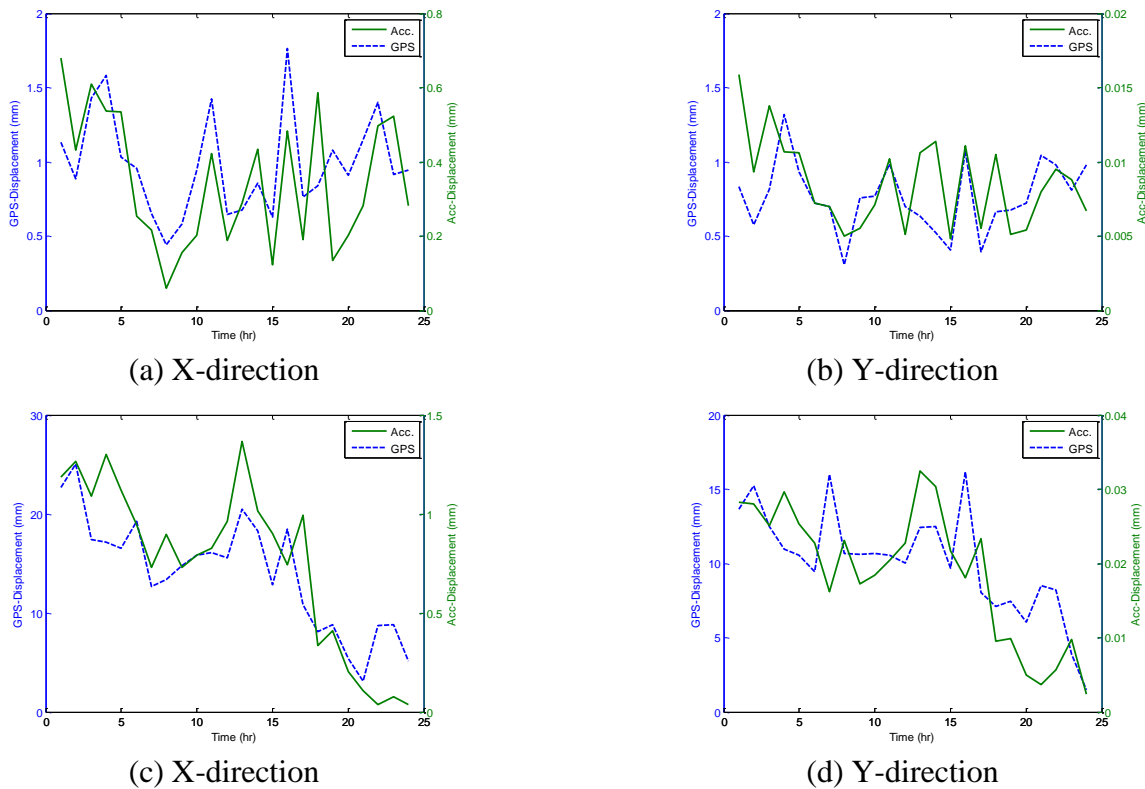 2
1.5
1
0.5
0
GPS-Displacement (mm)
0 5 10 15 20 25
Time (hr)
0.8
0.6
0.4
0.2
0
Acc-Displacement (mm)
Acc.
GPS
(a) X-direction
2
1.5
1
0.5
0
GPS-Displacement (mm)
0 5 10 15 20 25
Time (hr)
0.02
0.015
0.01
0.005
0
Acc-Displacement (mm)
Acc.
GPS
(b) Y-direction
30
20
10
0
GPS-Displacement (mm)
0 5 10 15 20 25
Time (hr)
1.5
1
0.5
0
Acc-Displacement (mm)
Acc.
GPS
(c) X-direction
20
15
10
5
0
GPS-Displacement (mm)
0 5 10 15 20 25
Time (hr)
0.04
0.03
0.02
0.01
0
Acc-Displacement (mm)
Acc.
GPS
(d) Y-direction